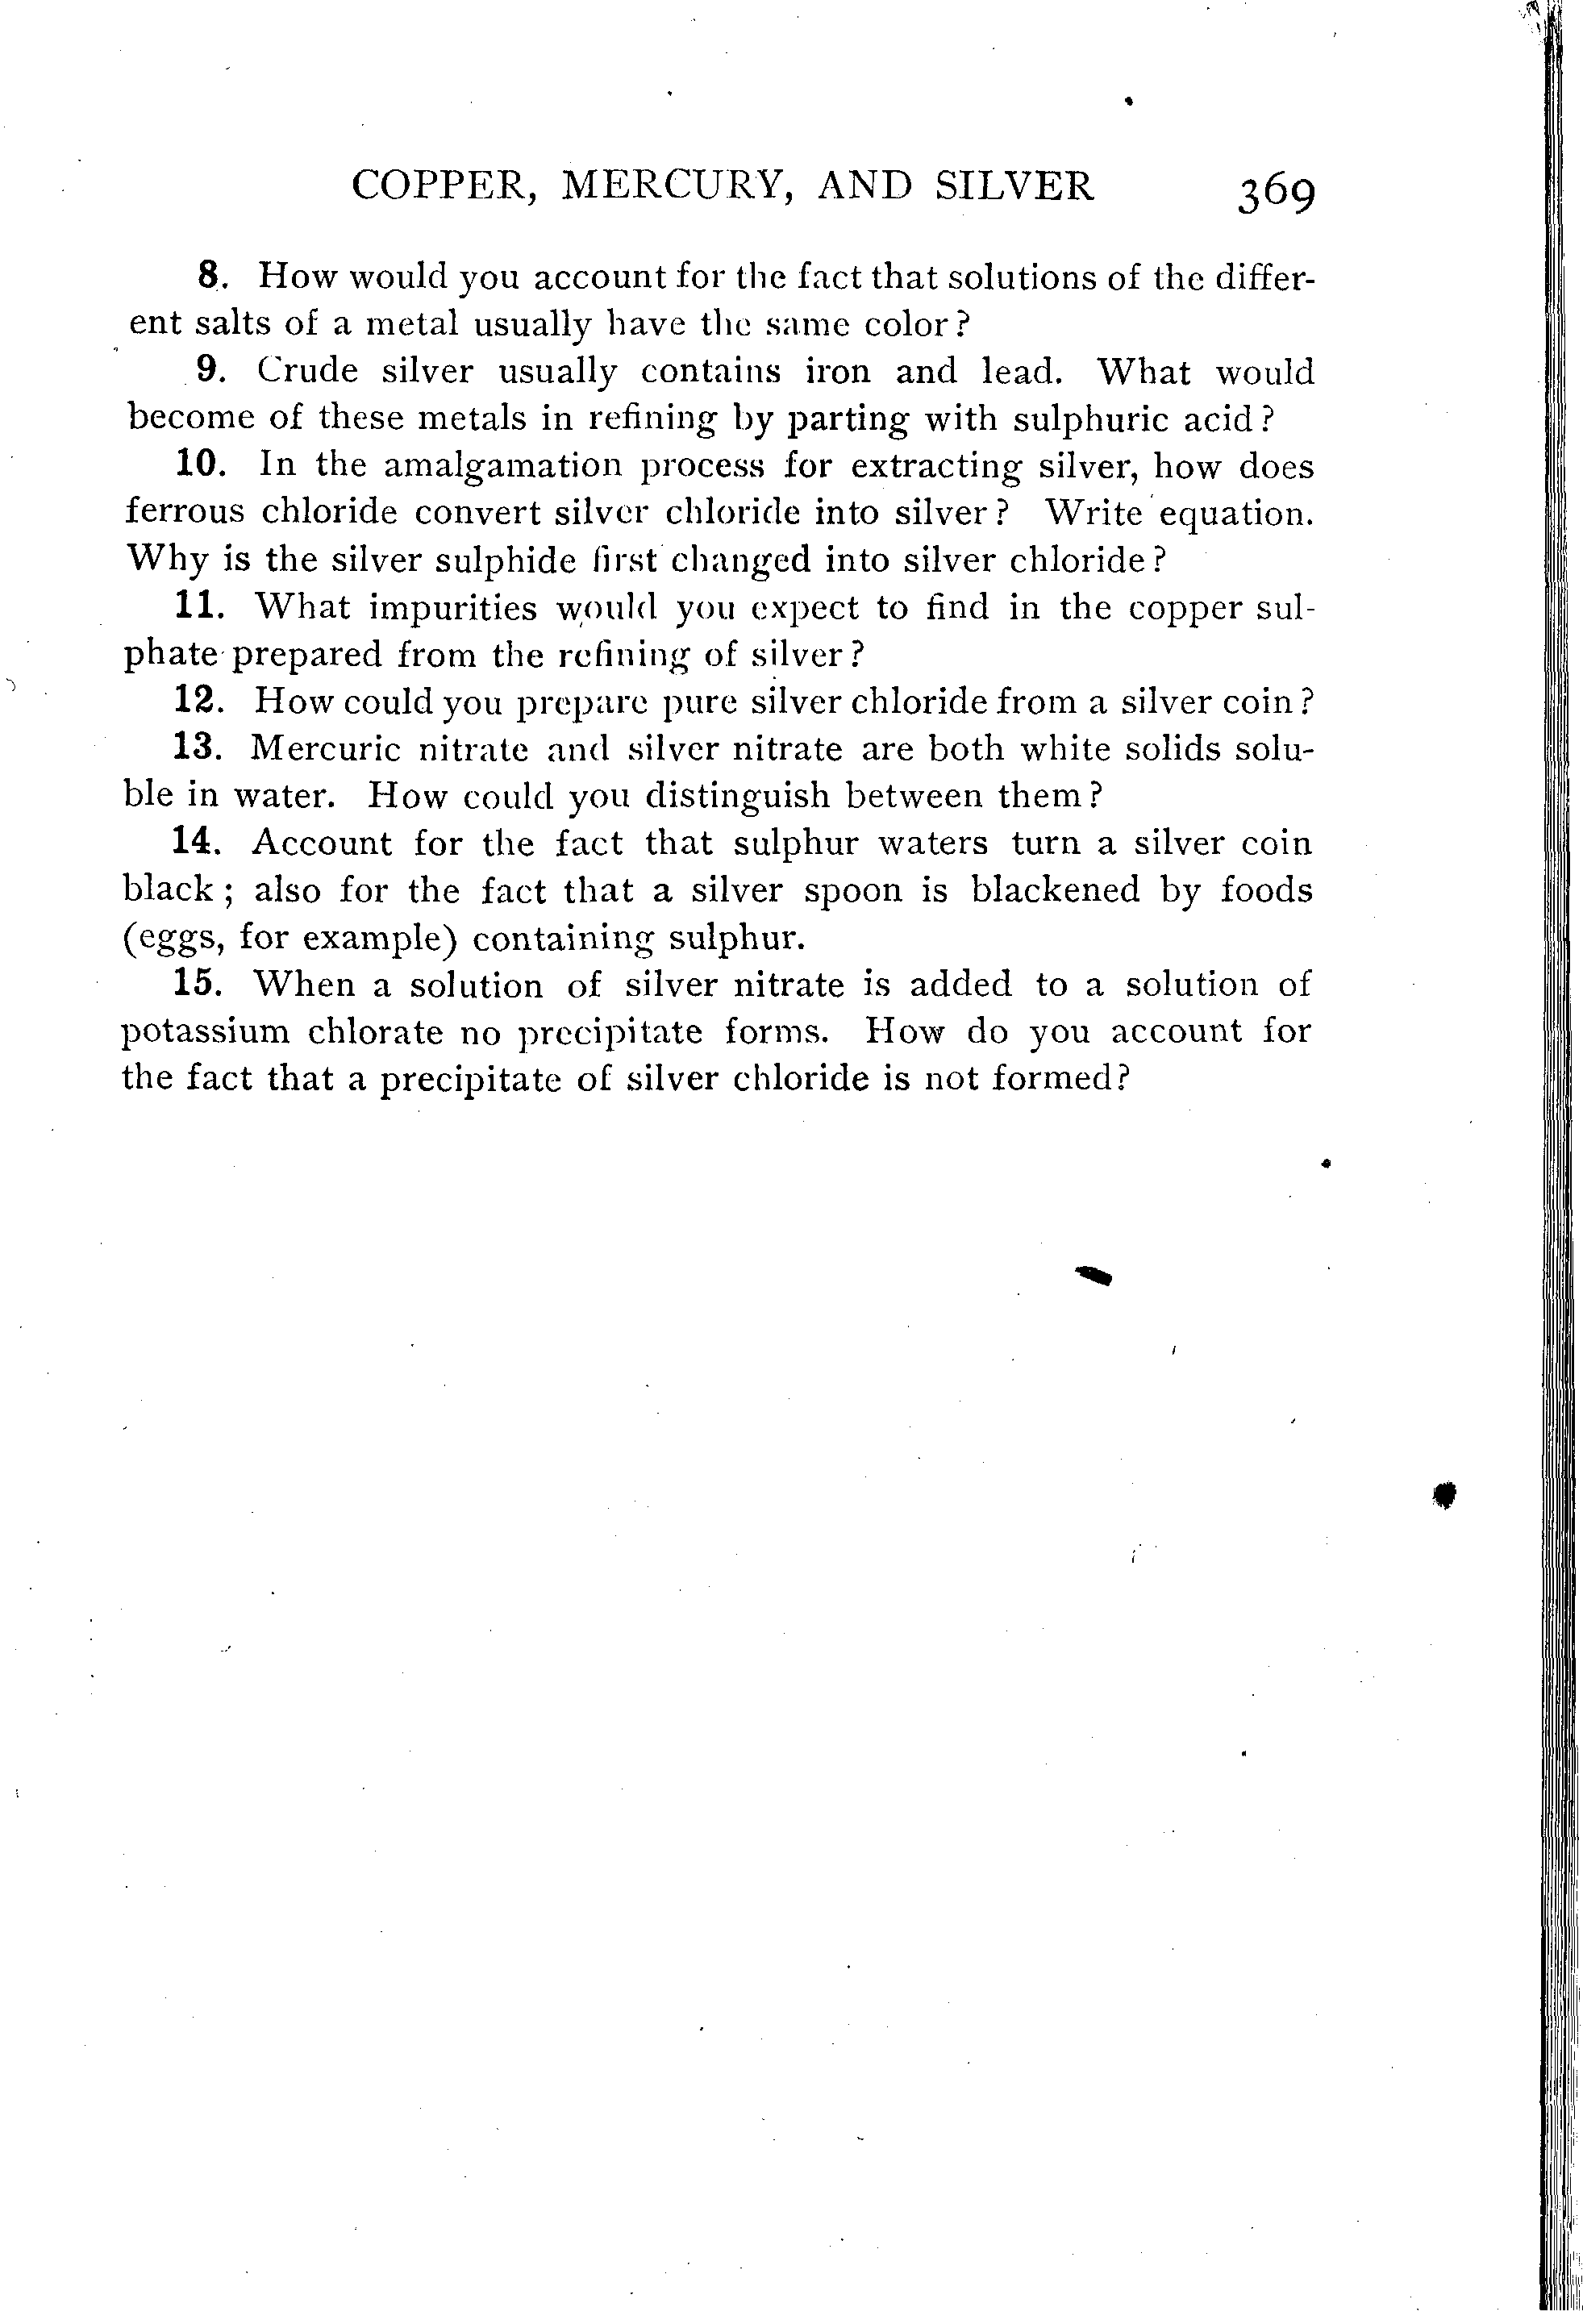 COPPER, MERCURY, AND SILVER 369
8. How would you account for the fact that solutions of the differ-
ent salts of a metal usually have the same color?
9. Crude silver usually contains iron and lead. What would
become of these metals in refining by parting with sulphuric acid?
10. In the amalgamation process for extracting silver, how does
ferrous chloride convert silver chloride into silver? Write equation.
Why is the silver sulphide first changed into silver chloride?
11. What impurities would you expect to find in the copper sul-
phate prepared from the refining of silver?
12. How could you prepare pure silver chloride from a silver coin?
13. Mercuric nitrate and silver nitrate are both white solids solu-
ble in water. How could you distinguish between them?
14. Account for the fact that sulphur waters turn a silver coin
black; also for the fact that a silver spoon is blackened by foods
(eggs, for example) containing sulphur.
15. When a solution of silver nitrate is added to a solution of
potassium chlorate no precipitate forms. How do you account for
the fact that a precipitate of silver chloride is not formed?